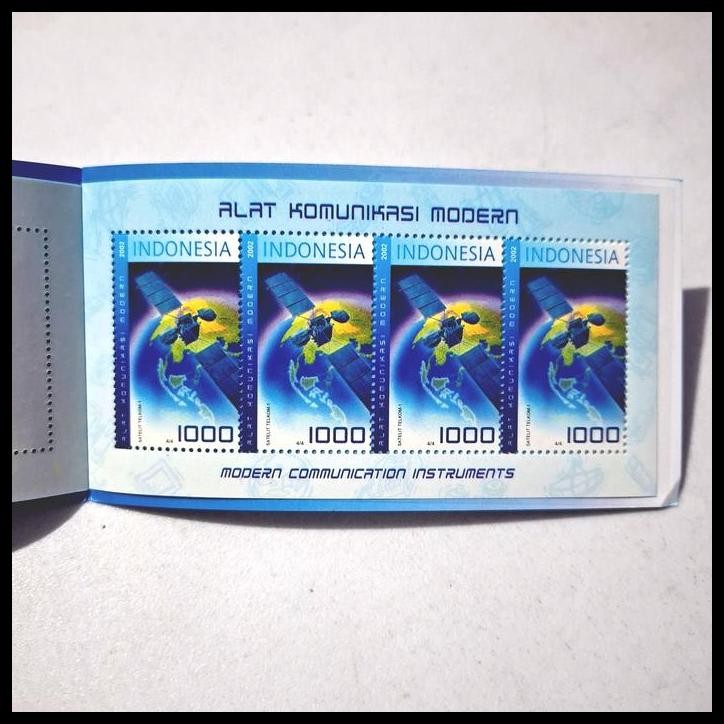 ALAT KOMUNIKASI MODERN
2002
INDONESIA
ALAT KOMUNIKASI MODERN
SATELIT TELKOM-1
4/4
1000
2002
INDONESIA
ALAT KOMUNIKASI MODERN
SATELIT TELKOM-1
4/4
1000
2002
INDONESIA
ALAT KOMUNIKASI MODERN
SATELIT TELKOM-1
4/4
1000
2002
INDONESIA
ALAT KOMUNIKASI MODERN
SATELIT TELKOM-1
4/4
1000
MODERN COMMUNICATION INSTRUMENTS